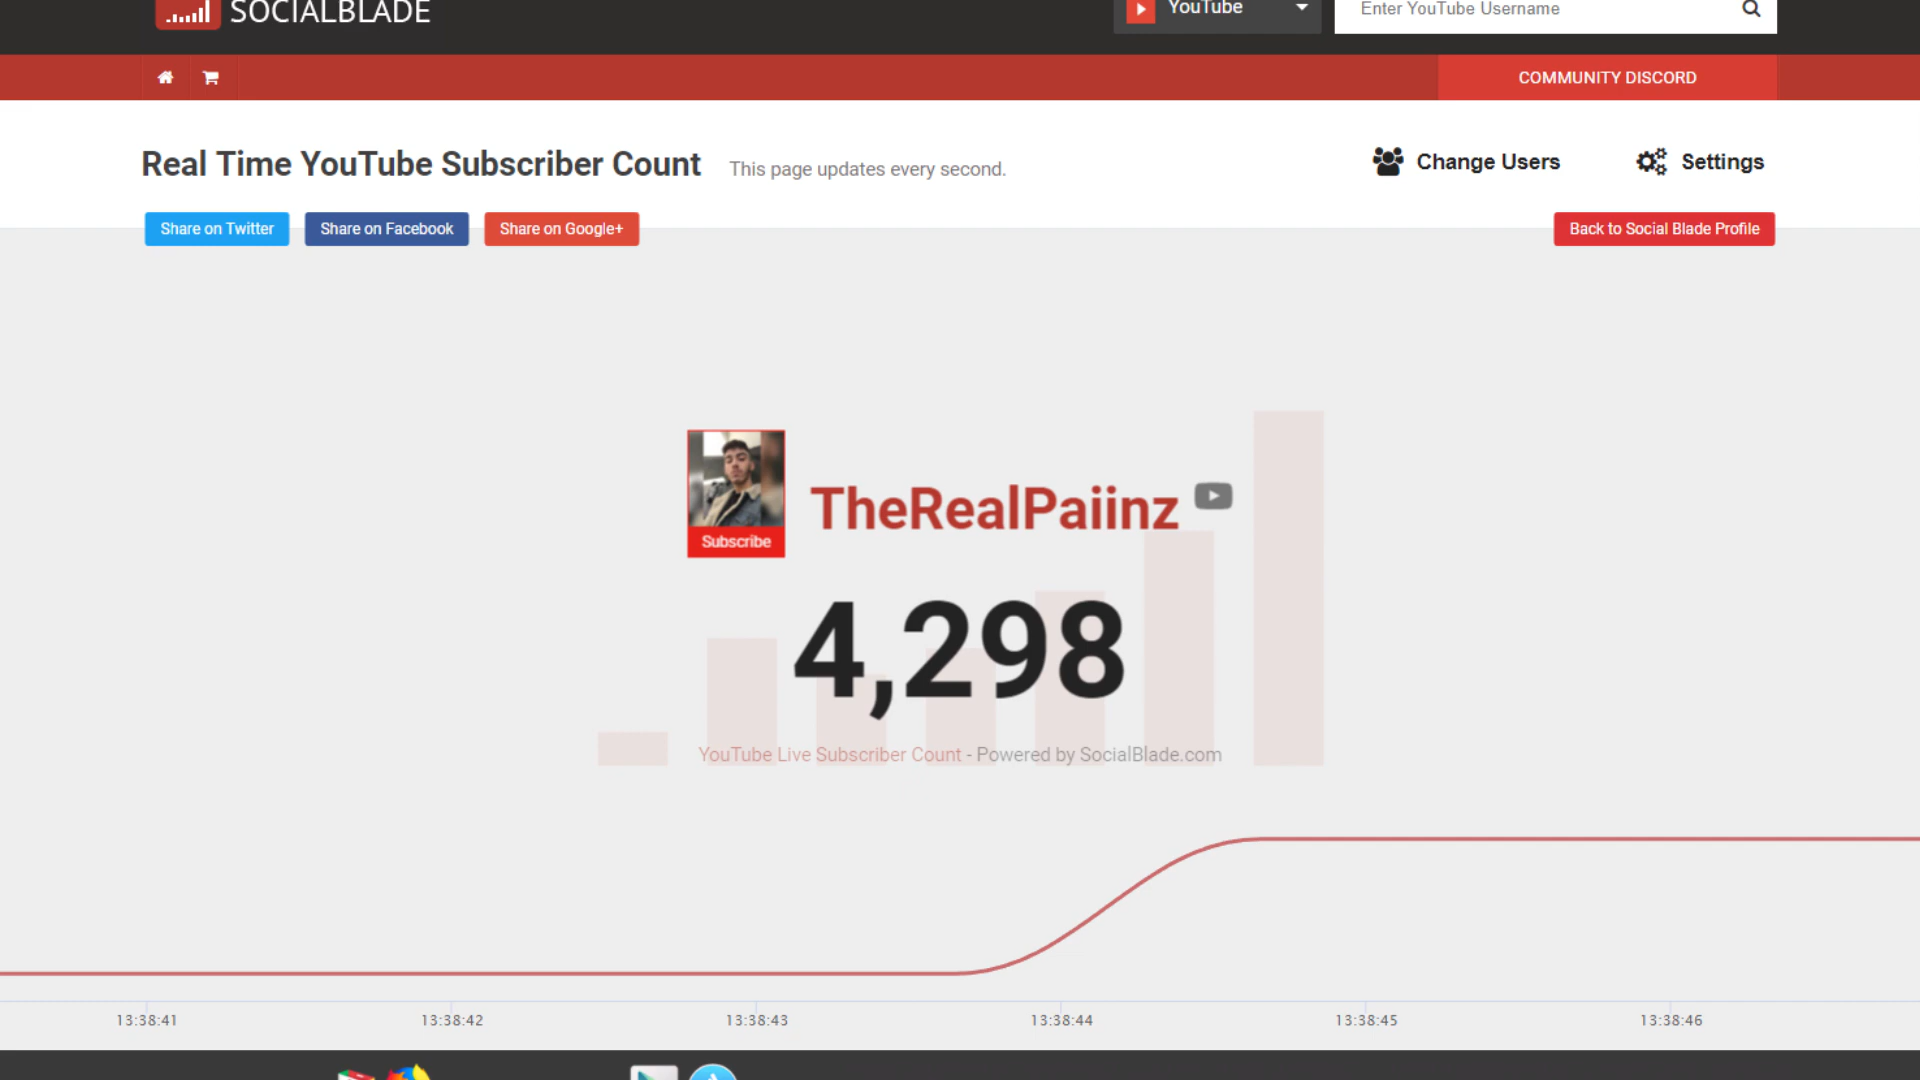 SOCIALBLADE
YouTube
Enter YouTube Username
COMMUNITY DISCORD
Real Time YouTube Subscriber Count
This page updates every second.
Change Users
Settings
Share on Twitter
Share on Facebook
Share on Google+
Back to Social Blade Profile
TheRealPaiinz
Subscribe
4,298
YouTube Live Subscriber Count - Powered by SocialBlade.com
13:38:41
13:38:42
13:38:43
13:38:44
13:38:45
13:38:46